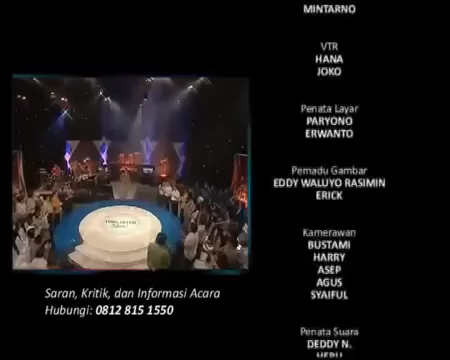 MINTARNO
VTR
HANA
JOKO
Penata Layar
PARYONO
ERWANTO
Pemadu Gambar
EDDY WALUYO RASIMIN
ERICK
Kamerawan
BUSTAMI
HARRY
ASEP
AGUS
SYAIFUL
Penata Suara
DEDDY N.
Saran, Kritik, dan Informasi Acara
Hubungi: 0812 815 1550